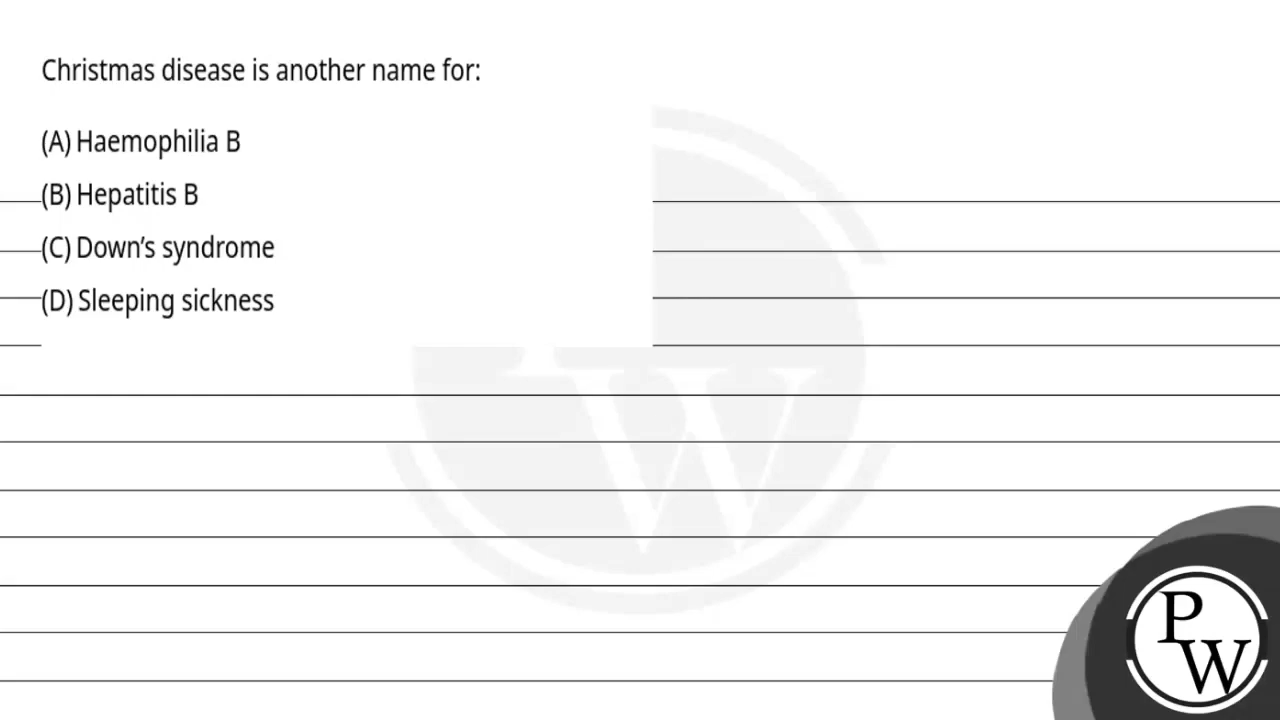 Christmas disease is another name for:
(A) Haemophilia B
(B) Hepatitis B
(C) Down’s syndrome
(D) Sleeping sickness
W
P
W